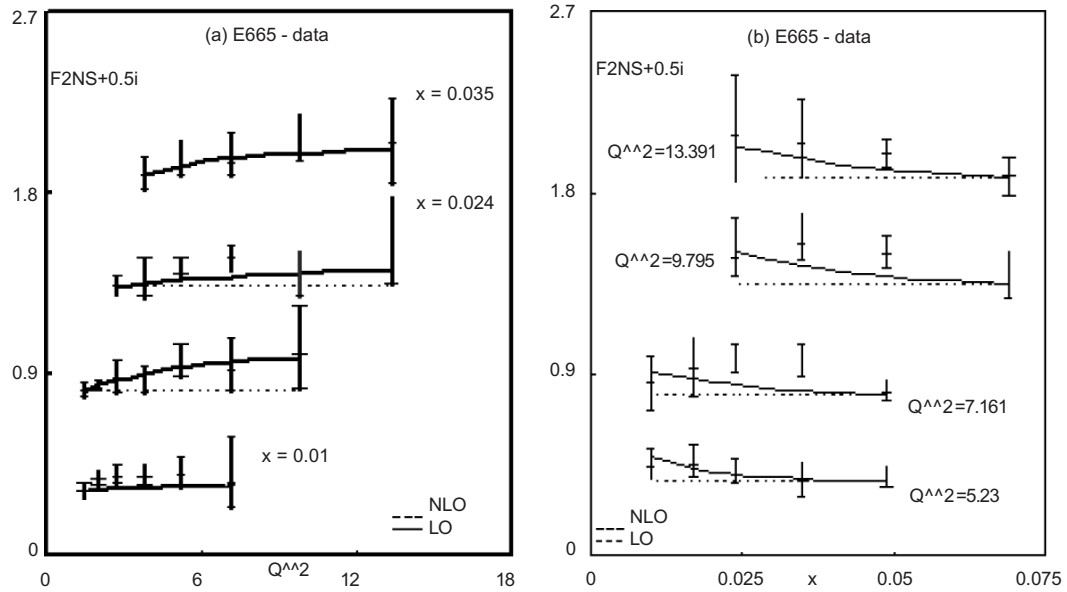 2.7
(a) E665 - data
F2NS+0.5i
x = 0.035
1.8
x = 0.024
0.9
x = 0.01
NLO
LO
0
0
6
Q^^2
12
18
2.7
(b) E665 - data
F2NS+0.5i
Q^^2=13.391
1.8
Q^^2=9.795
0.9
Q^^2=7.161
Q^^2=5.23
NLO
LO
0
0
0.025
x
0.05
0.075